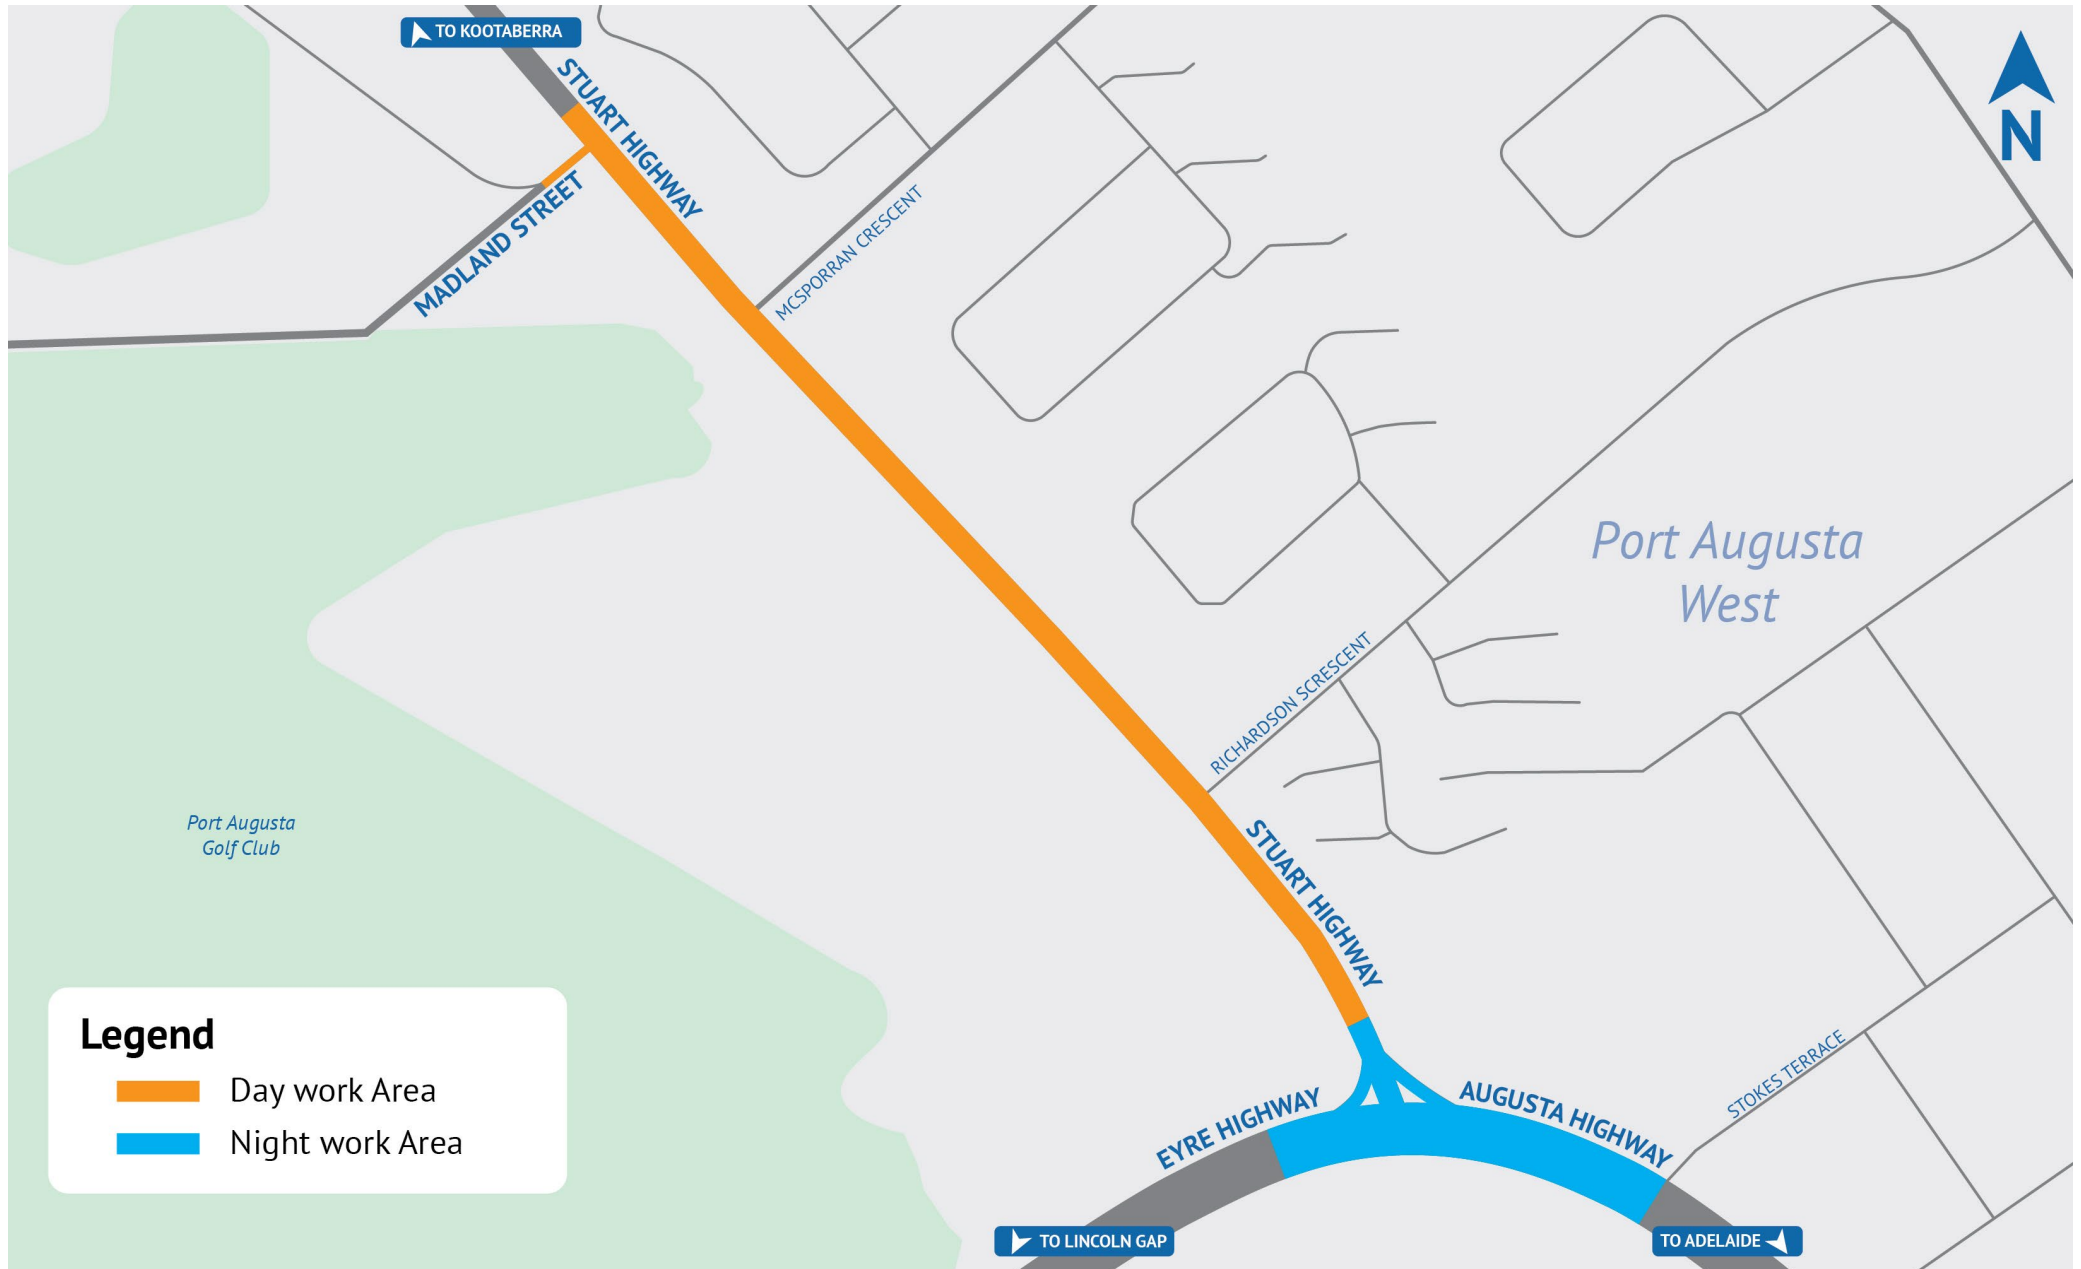 TO KOOTABERRA
STUART HIGHWAY
N
MADLAND STREET
MCSPORRAN CRESCENT
Port Augusta
West
RICHARDSON SCRESCENT
Port Augusta
Golf Club
STUART HIGHWAY
Legend
Day work Area
Night work Area
EYRE HIGHWAY
AUGUSTA HIGHWAY
STOKES TERRACE
TO LINCOLN GAP
TO ADELAIDE